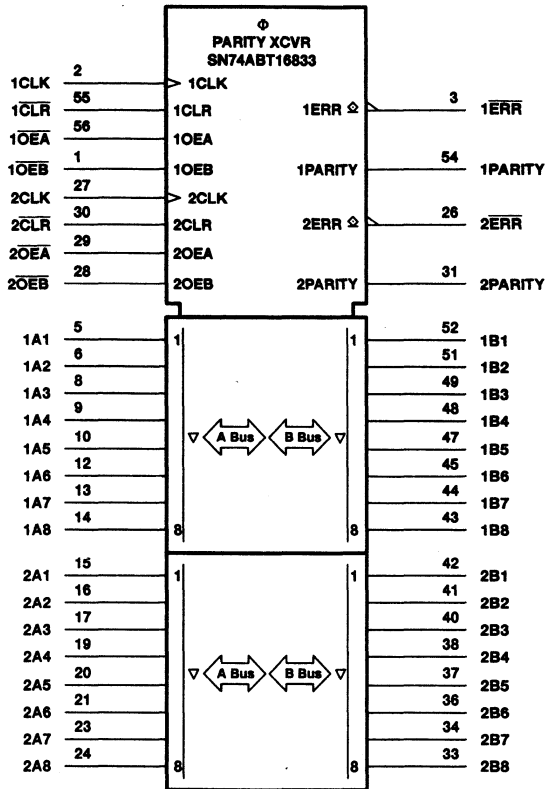 Φ
PARITY XCVR
SN74ABT16833
1CLK 2 1CLK
1CLR 55 1CLR 1ERR 3 1ERR
1OEA 56 1OEA
1OEB 1 1OEB 1PARITY 54 1PARITY
2CLK 27 2CLK
2CLR 30 2CLR 2ERR 26 2ERR
2OEA 29 2OEA
2OEB 28 2OEB 2PARITY 31 2PARITY
1A1 5 1 1 52 1B1
1A2 6 51 1B2
1A3 8 49 1B3
1A4 9 48 1B4
A Bus B Bus
1A5 10 47 1B5
1A6 12 45 1B6
1A7 13 44 1B7
1A8 14 8 8 43 1B8
2A1 15 1 1 42 2B1
2A2 16 41 2B2
2A3 17 40 2B3
2A4 19 38 2B4
A Bus B Bus
2A5 20 37 2B5
2A6 21 36 2B6
2A7 23 34 2B7
2A8 24 8 8 33 2B8